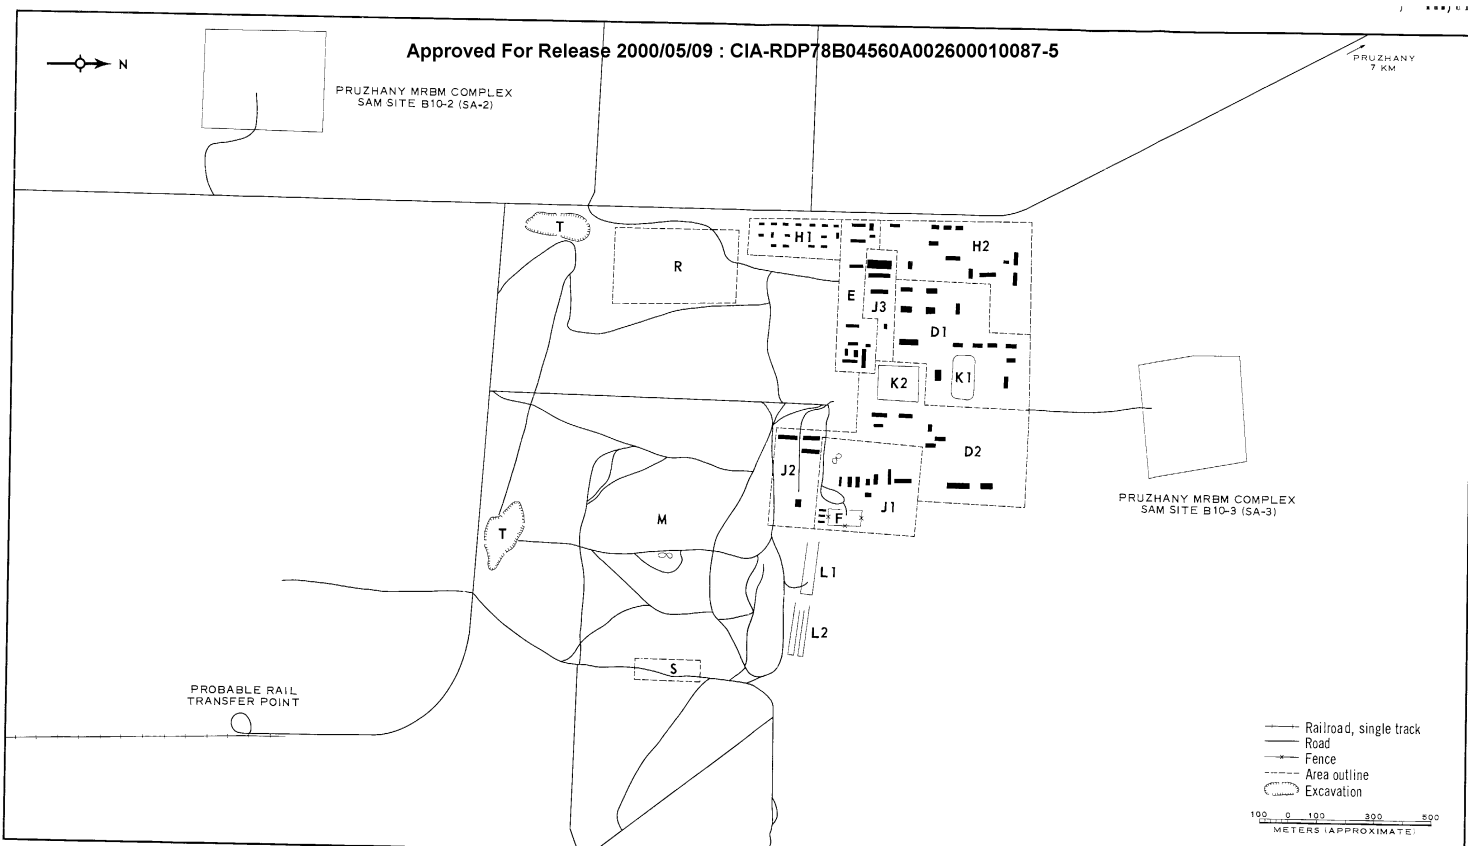 Approved For Release 2000/05/09 : CIA-RDP78B04560A002600010087-5
N
PRUZHANY MRBM COMPLEX
SAM SITE B10-2 (SA-2)
PRUZHANY
7 KM
T
R
H1
H2
E
J3
D1
K2
K1
J2
D2
J1
F
M
T
PRUZHANY MRBM COMPLEX
SAM SITE B10-3 (SA-3)
L1
L2
S
PROBABLE RAIL
TRANSFER POINT
Railroad, single track
Road
Fence
Area outline
Excavation
100 0 100 300 500
METERS (APPROXIMATE)